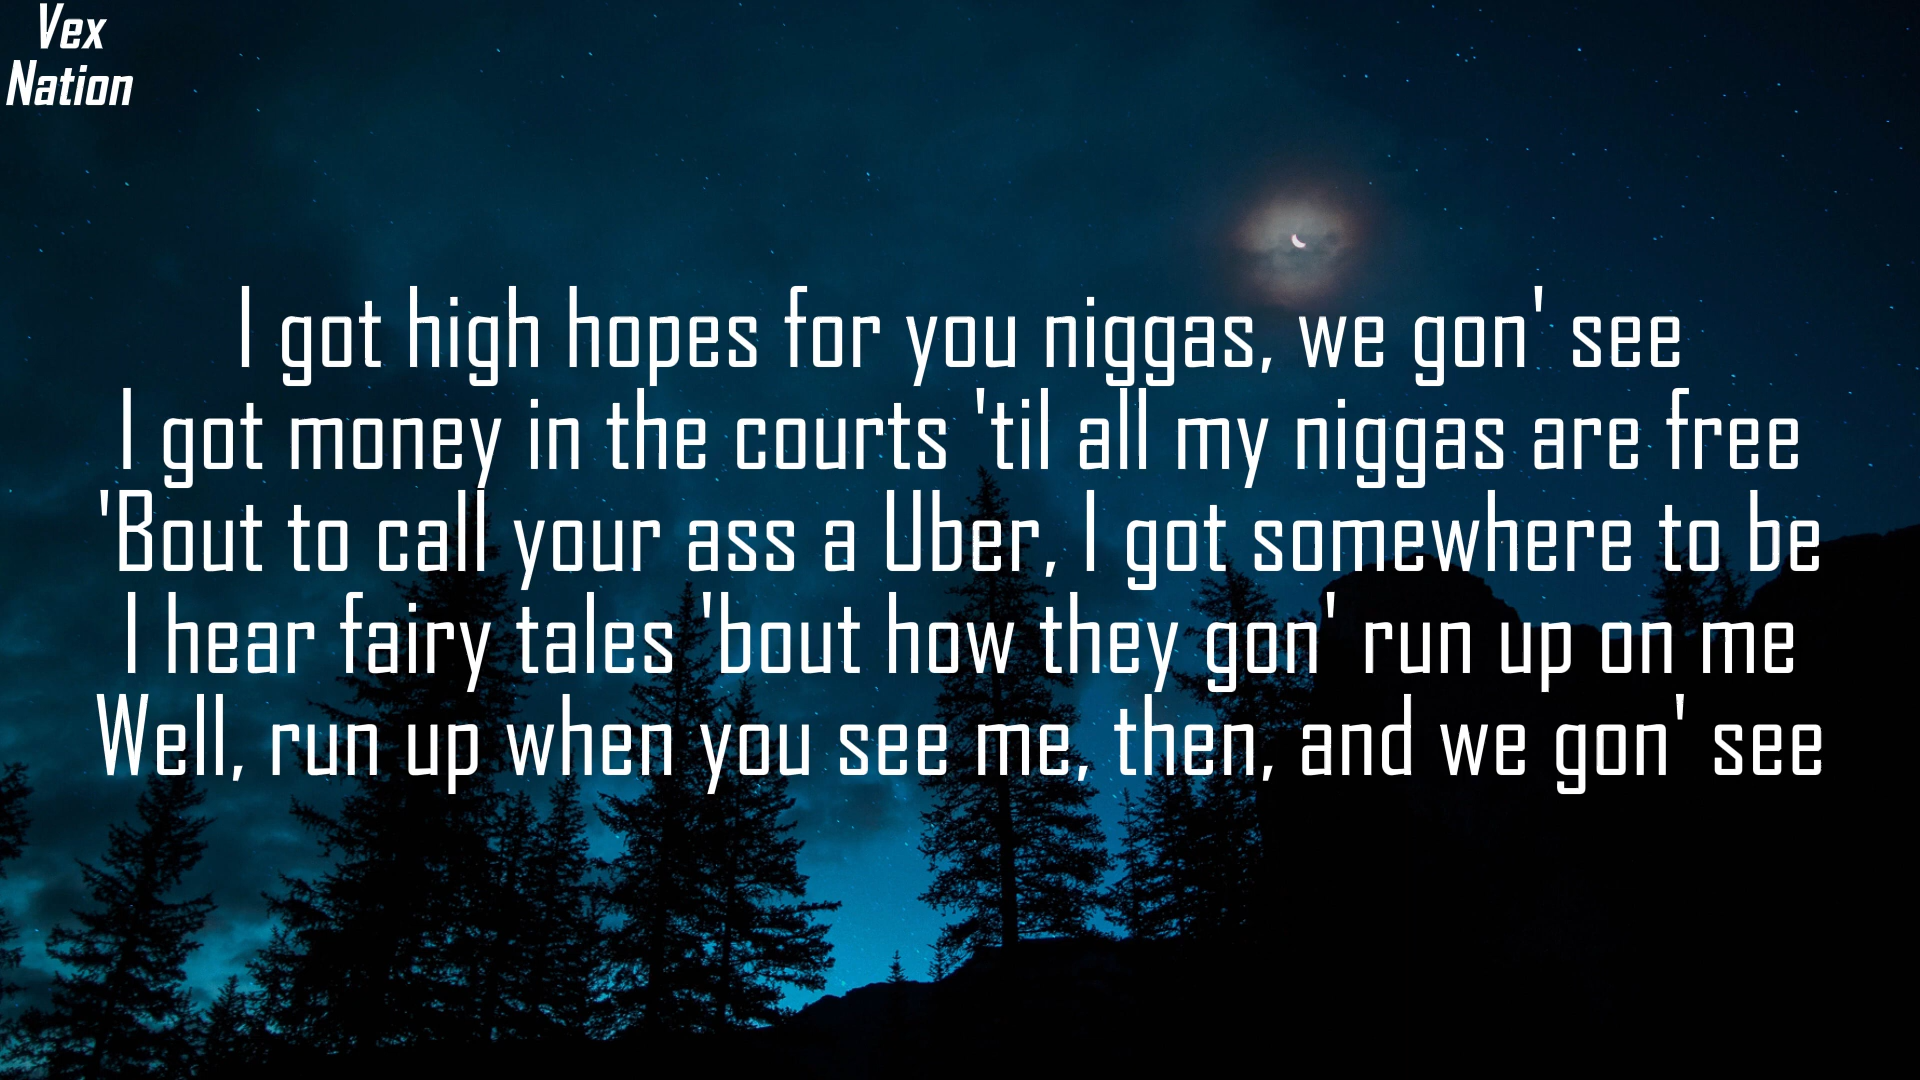 Vex
Nation
I got high hopes for you niggas, we gon' see
I got money in the courts 'til all my niggas are free
'Bout to call your ass a Uber, I got somewhere to be
I hear fairy tales 'bout how they gon' run up on me
Well, run up when you see me, then, and we gon' see